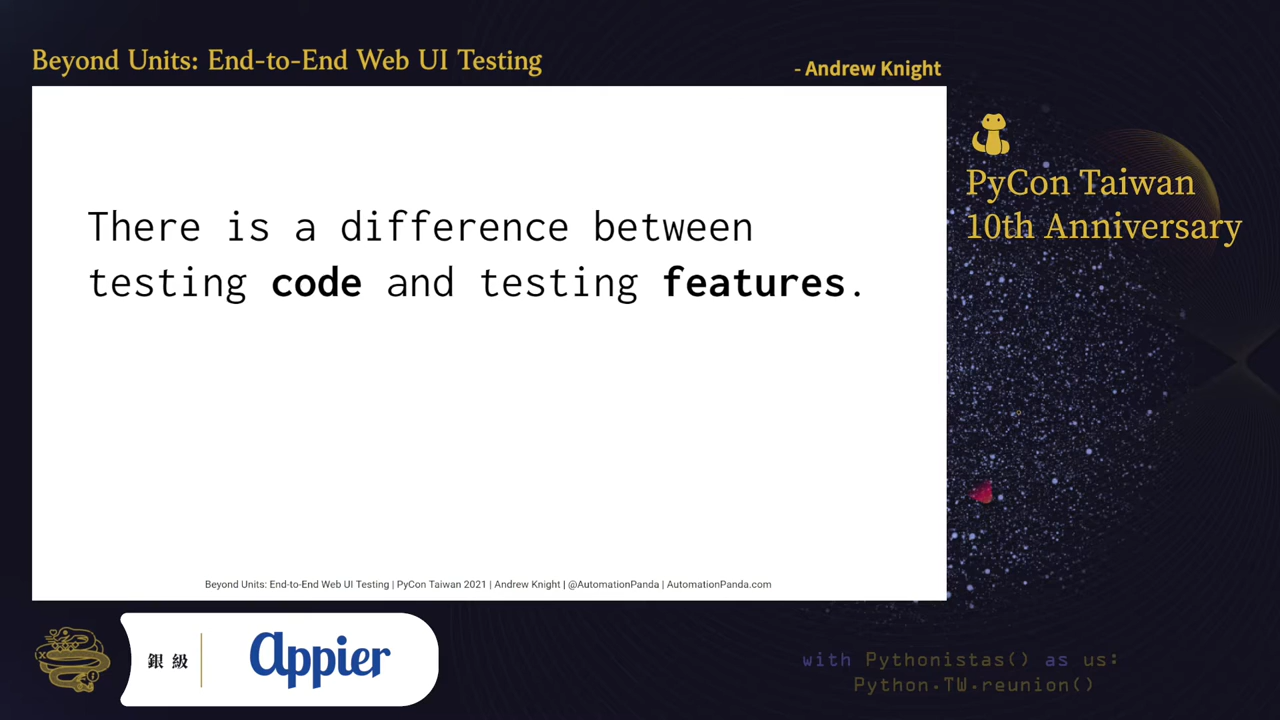 Beyond Units: End-to-End Web UI Testing
- Andrew Knight
PyCon Taiwan
10th Anniversary
There is a difference between
testing code and testing features.
Beyond Units: End-to-End Web UI Testing | PyCon Taiwan 2021 | Andrew Knight | @AutomationPanda | AutomationPanda.com
銀級
appier
with Pythonistas() as us:
Python.TW.reunion()